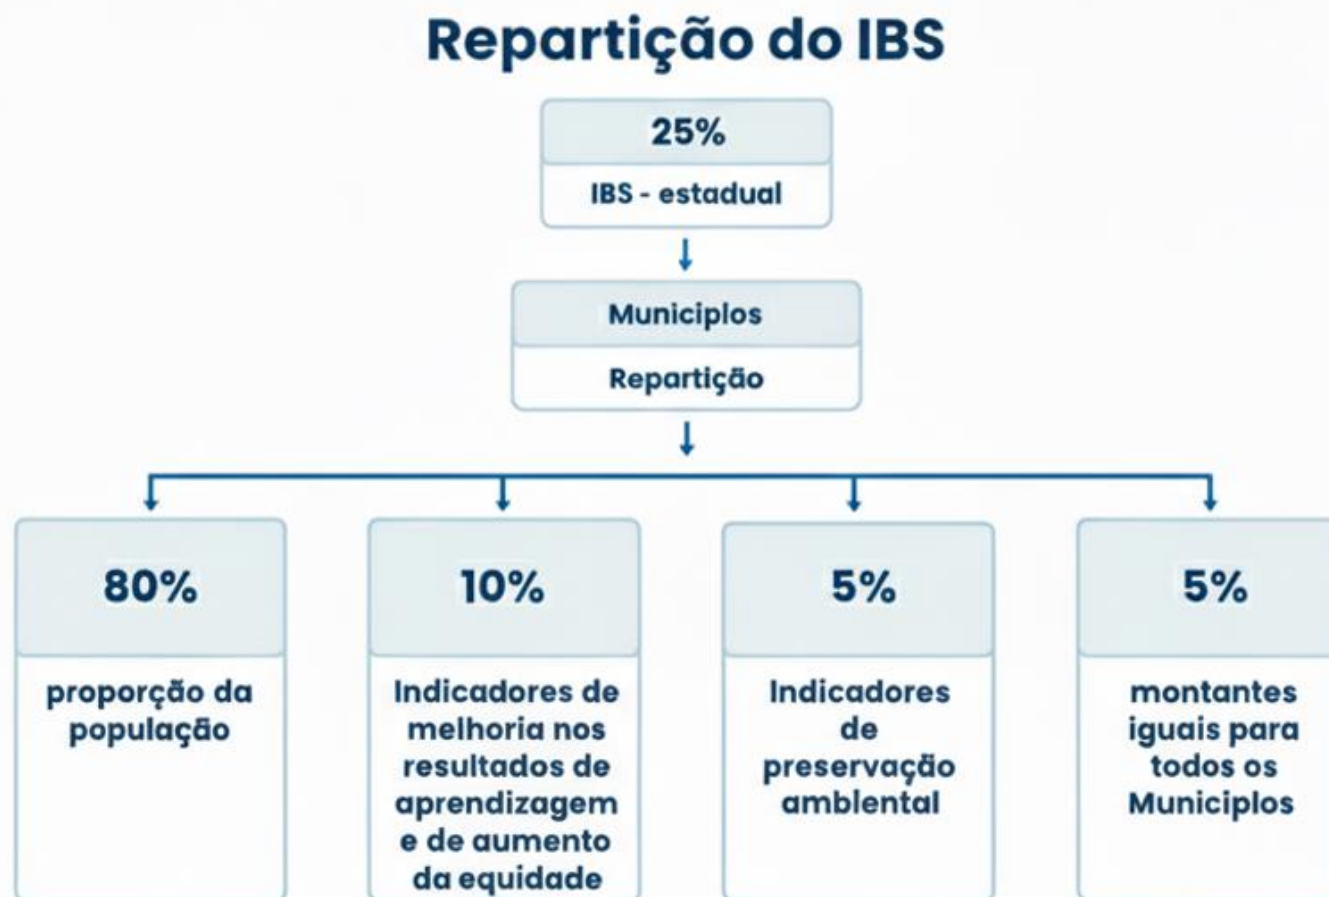 Repartição do IBS
25%
IBS - estadual
Municiplos
Repartição
80%
proporção da
população
10%
Indicadores de
melhoria nos
resultados de
aprendizagem
e de aumento
da equidade
5%
Indicadores
de
preservação
amblental
5%
montantes
iguais para
todos os
Municiplos